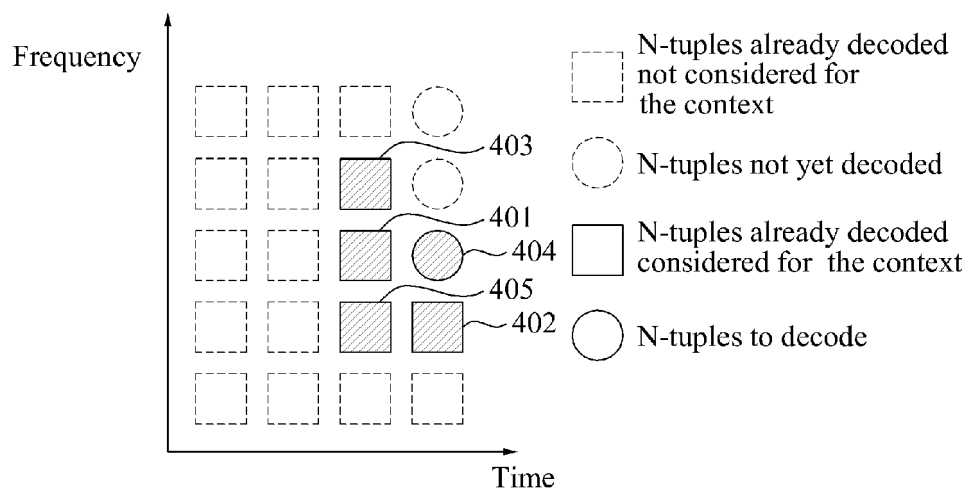 Frequency
N-tuples already decoded
not considered for
the context
403
N-tuples not yet decoded
401
404
N-tuples already decoded
considered for the context
405
402
N-tuples to decode
Time